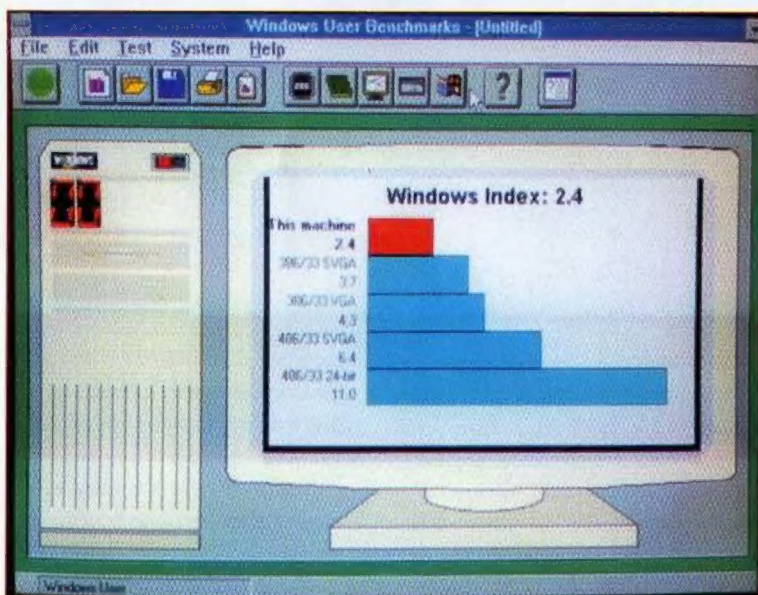 Windows User Benchmarks - [Untitled]
File Edit Test System Help
Windows Index: 2.4
This machine
2.4
386/33 SVGA
3.7
386/33 VGA
4.3
486/33 SVGA
6.4
486/33 24-bit
11.0
Windows User